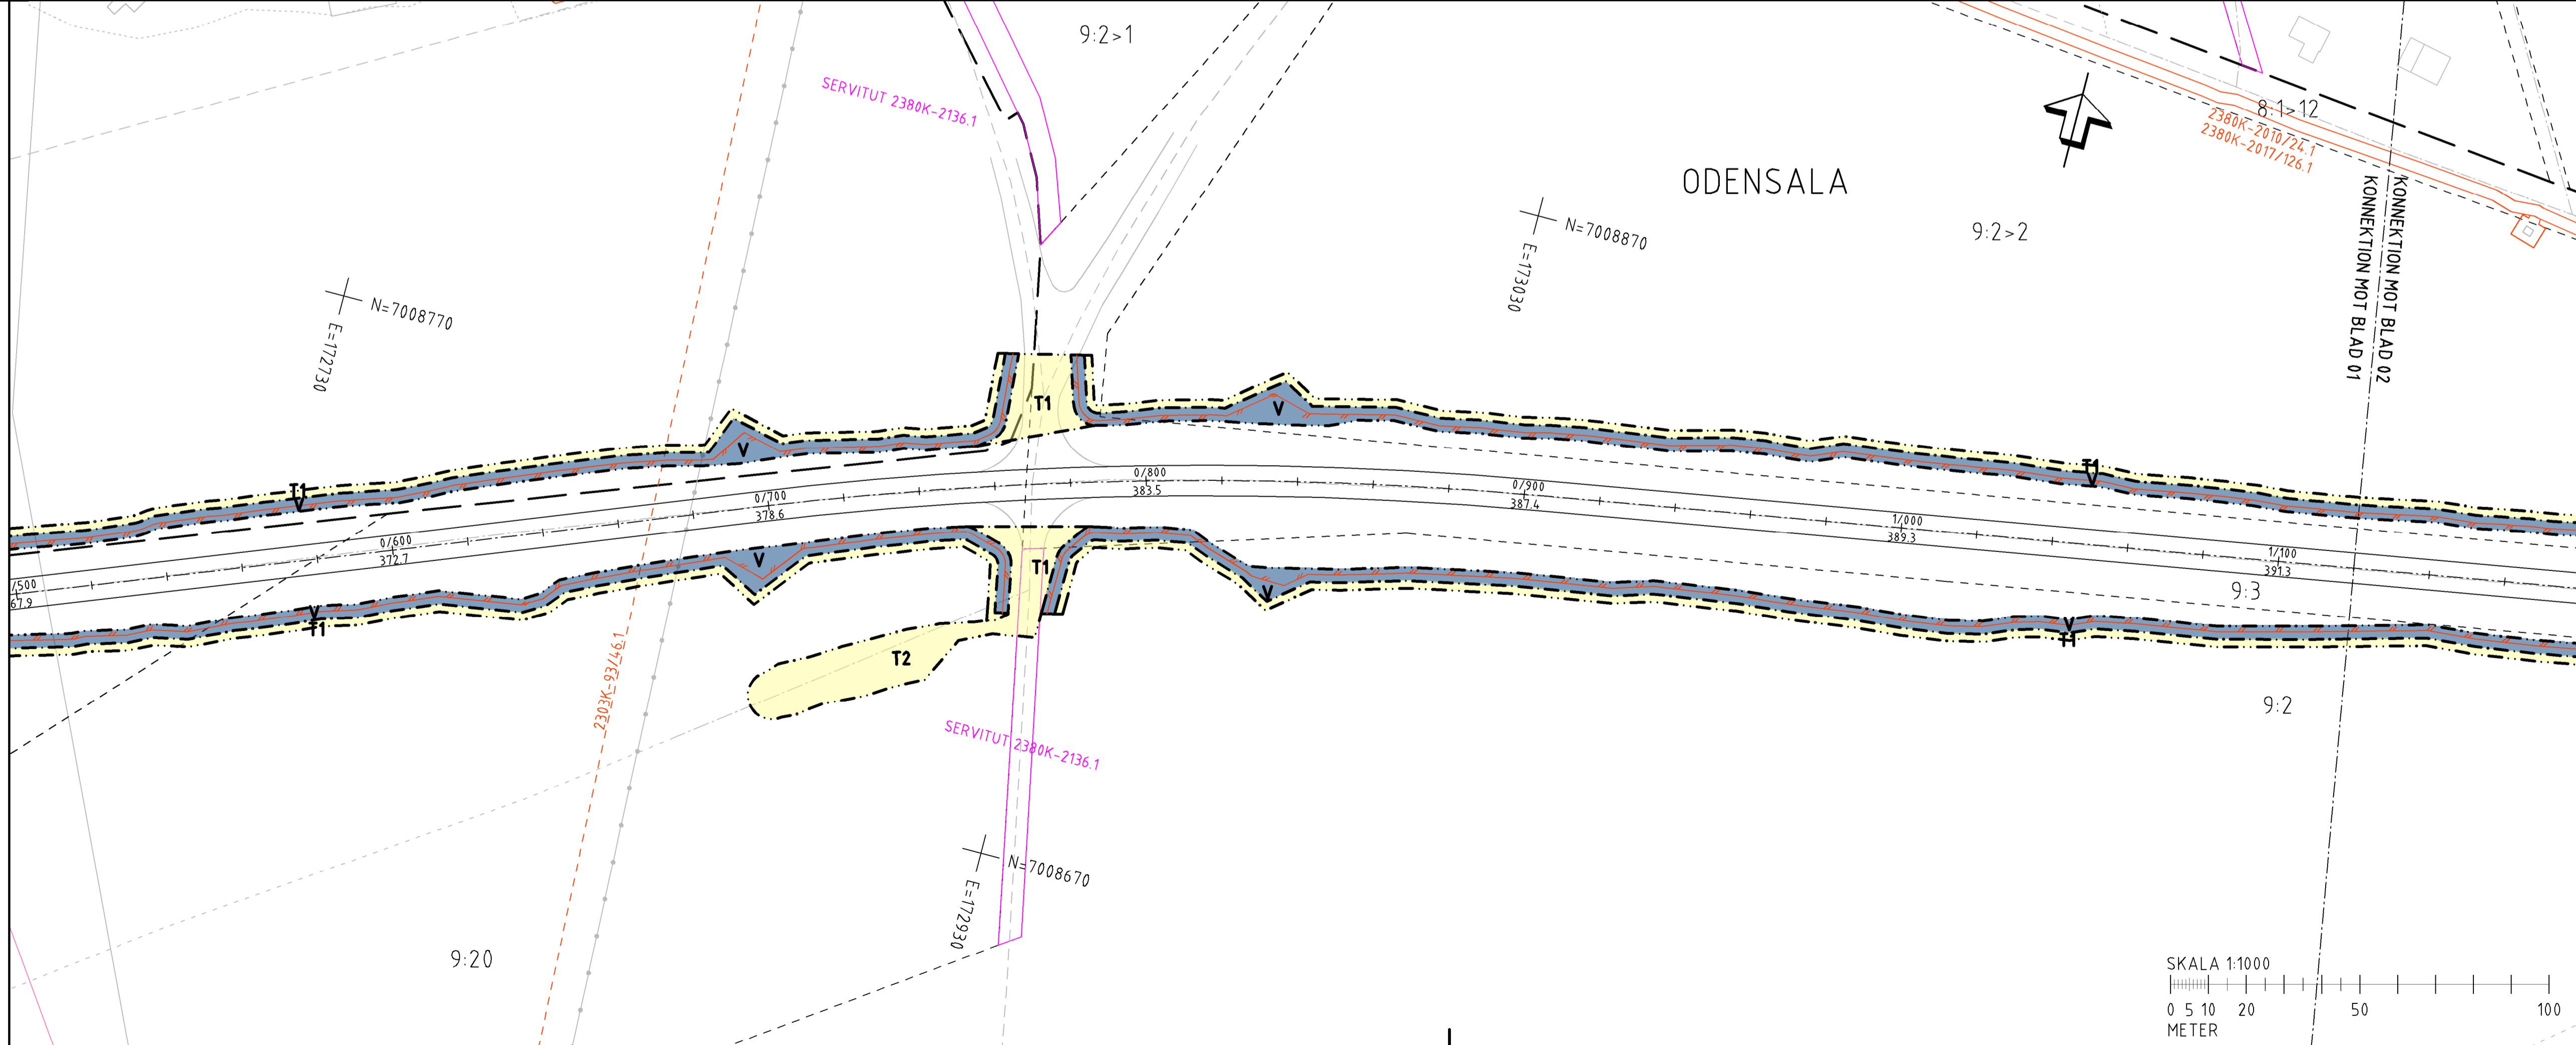 9:2>1
SERVITUT 2380K-2136.1
8:1>12
2380K-2010/24.1
2380K-2017/126.1
ODENSALA
9:2>2
N=7008870
E=173030
N=7008770
E=172730
KONNEKTION MOT BLAD 02
KONNEKTION MOT BLAD 01
T1
V
V
T1
V
T1
V
0/800
383.5
0/700
378.6
0/900
387.4
1/000
389.3
0/600
372.7
1/100
391.3
/500
67.9
V
T1
V
9:3
V
T1
V
T1
T2
2303K-93/46.1
9:2
SERVITUT 2380K-2136.1
N=7008670
E=172930
9:20
SKALA 1:1000
0 5 10 20 50 100
METER